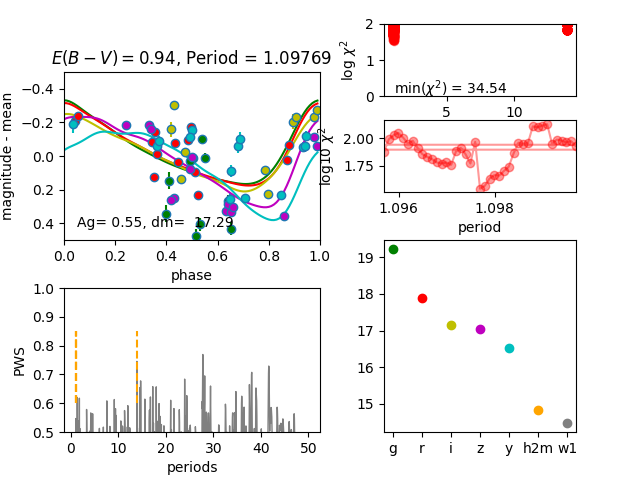 E(B − V) = 0.94, Period = 1.09769
magnitude - mean
−0.4
−0.2
0.0
0.2
0.4
Ag= 0.55, dm= 17.29
0.0 0.2 0.4 0.6 0.8 1.0
phase
log χ²
2
1
0
min(χ²) = 34.54
5 10
log10 χ²
2.00
1.75
1.096 1.098
period
PWS
1.0
0.9
0.8
0.7
0.6
0.5
0 10 20 30 40 50
periods
19
18
17
16
15
g r i z y h2m w1